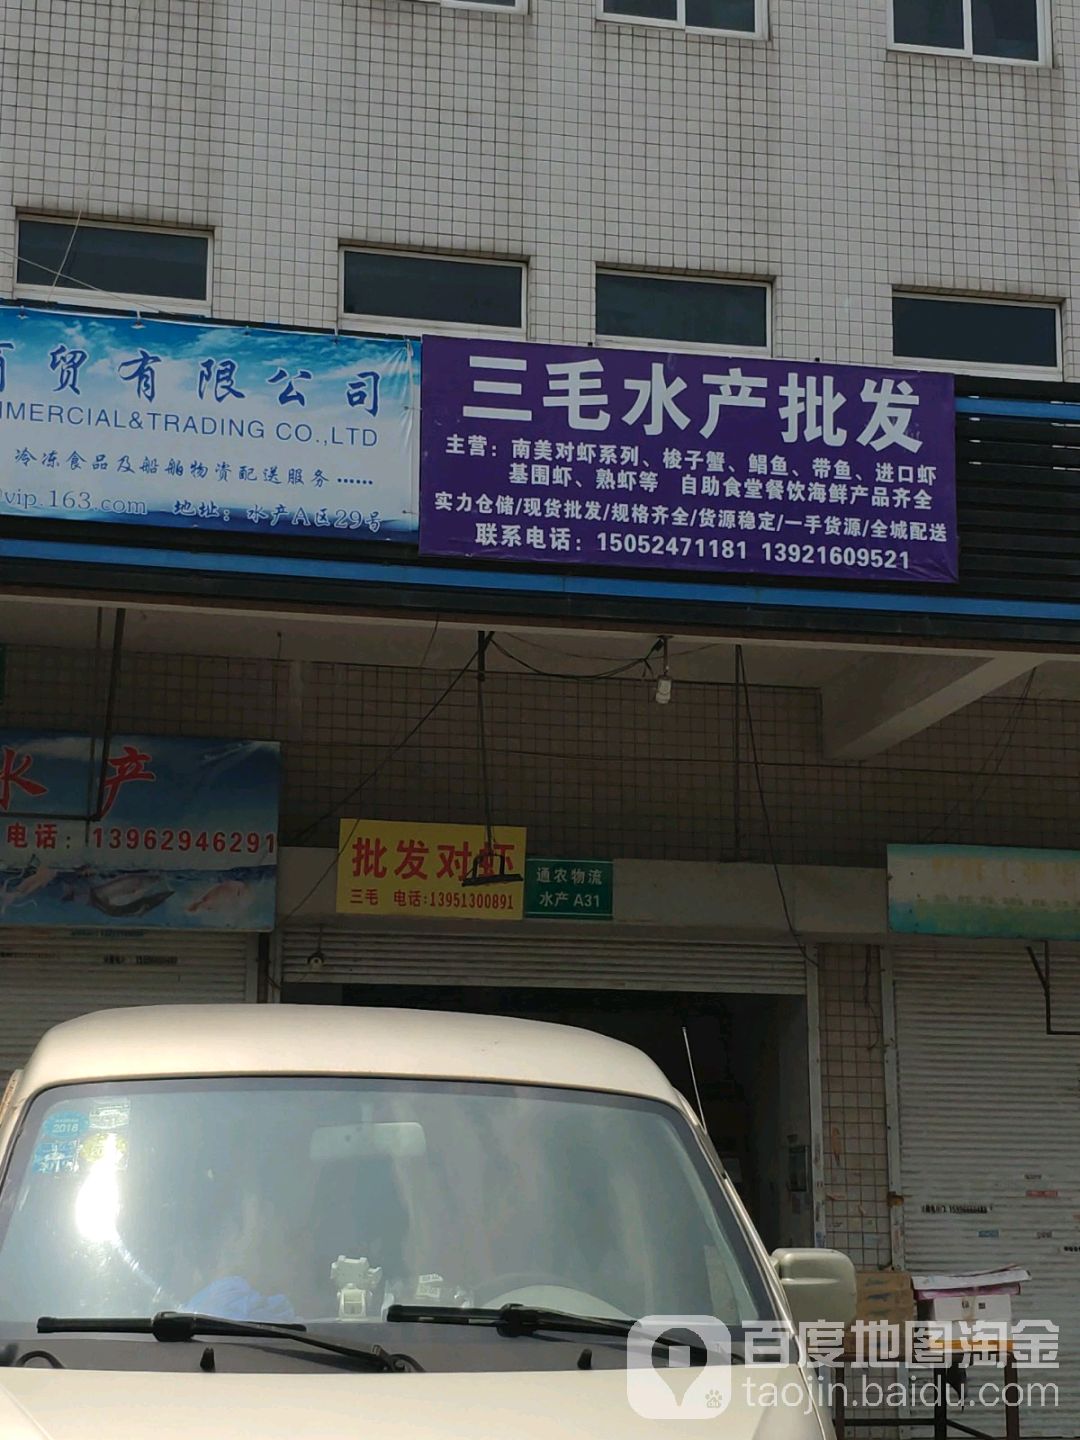 贸有限公司
MMERCIAL&TRADING CO.,LTD
冷冻食品及船舶物资配送服务……
vip.163.com 地址：水产A区29号
三毛水产批发
主营：南美对虾系列、梭子蟹、鲳鱼、带鱼、进口虾
基围虾、熟虾等 自助食堂餐饮海鲜产品齐全
实力仓储/现货批发/规格齐全/货源稳定/一手货源/全城配送
联系电话：15052471181 13921609521
水产
电话：13962946291
批发对虾
三毛 电话:13951300891
通农物流
水产 A31
2018
百度地图淘金
taojin.baidu.com